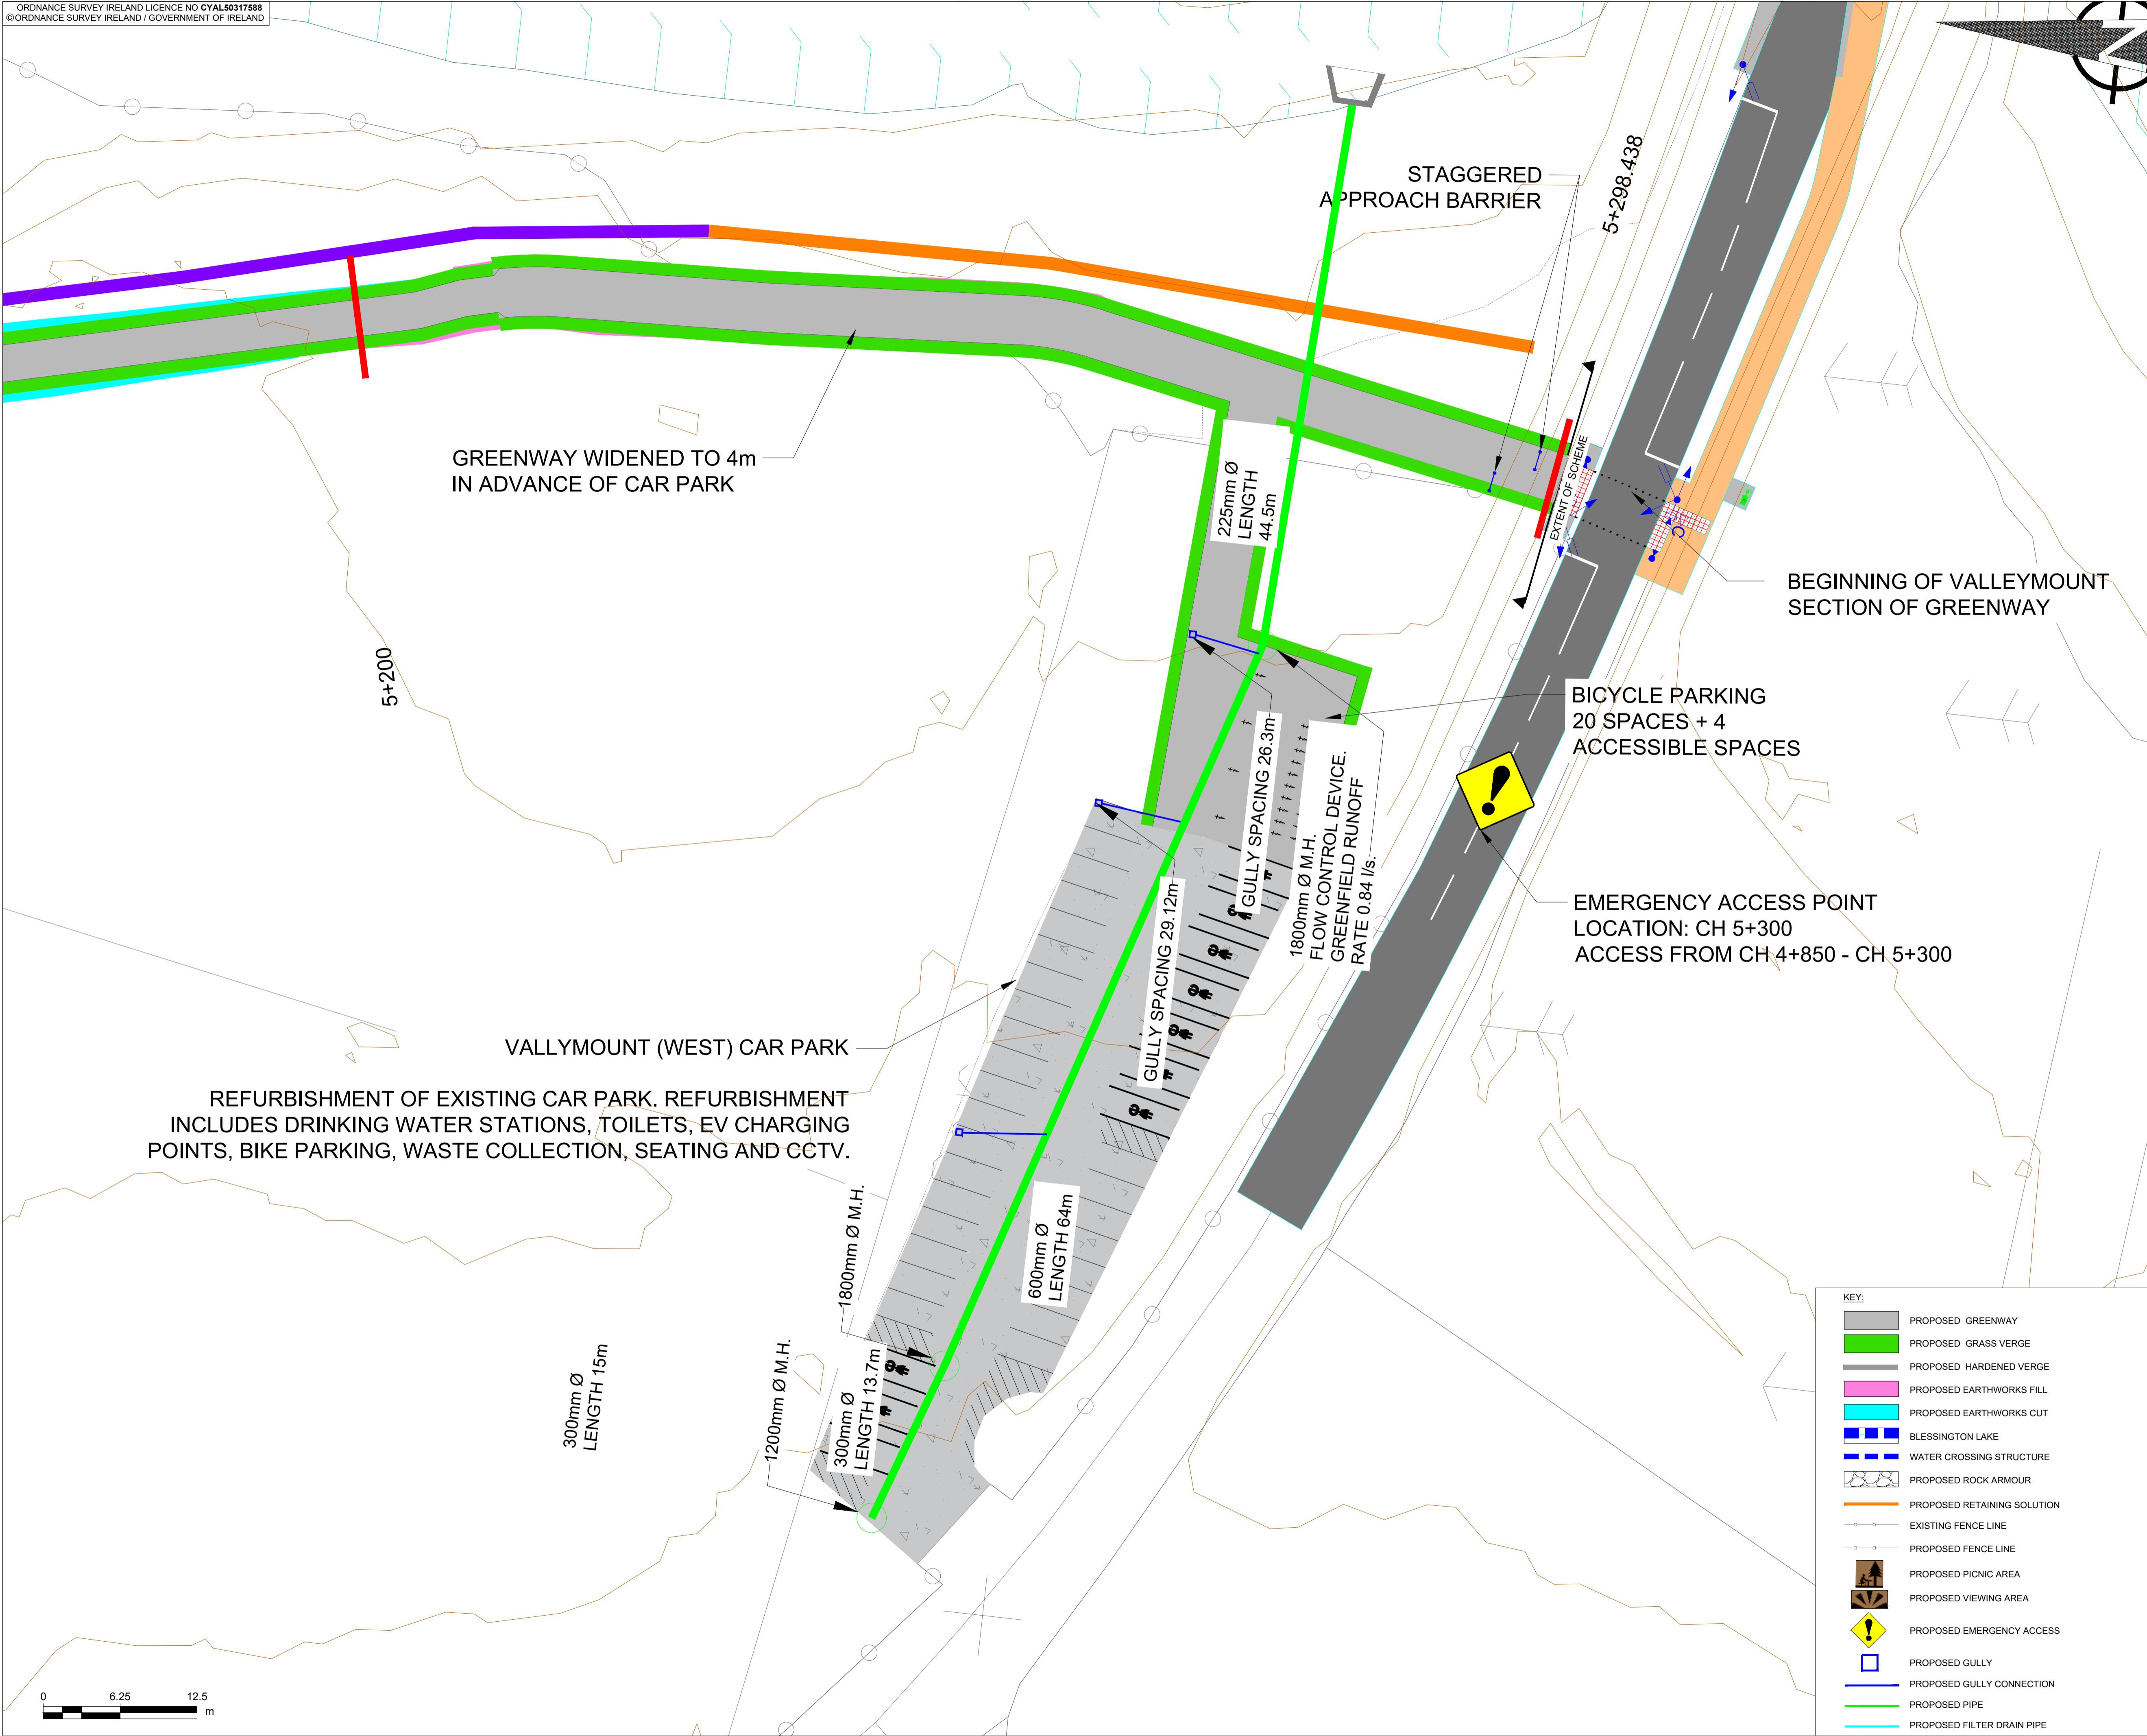 ORDNANCE SURVEY IRELAND LICENCE NO CYAL50317588
©ORDNANCE SURVEY IRELAND / GOVERNMENT OF IRELAND
STAGGERED
APPROACH BARRIER
5+298.438
GREENWAY WIDENED TO 4m
IN ADVANCE OF CAR PARK
225mm Ø
LENGTH
44.5m
EXTENT OF SCHEME
BEGINNING OF VALLEYMOUNT
SECTION OF GREENWAY
5+200
BICYCLE PARKING
20 SPACES + 4
ACCESSIBLE SPACES
GULLY SPACING 26.3m
1800mm Ø M.H.
FLOW CONTROL DEVICE.
GREENFIELD RUNOFF
RATE 0.84 l/s.
GULLY SPACING 29.12m
EMERGENCY ACCESS POINT
LOCATION: CH 5+300
ACCESS FROM CH 4+850 - CH 5+300
VALLYMOUNT (WEST) CAR PARK
REFURBISHMENT OF EXISTING CAR PARK. REFURBISHMENT
INCLUDES DRINKING WATER STATIONS, TOILETS, EV CHARGING
POINTS, BIKE PARKING, WASTE COLLECTION, SEATING AND CCTV.
1800mm Ø M.H.
600mm Ø
LENGTH 64m
300mm Ø
LENGTH 15m
1200mm Ø M.H.
300mm Ø
LENGTH 13.7m
KEY:
PROPOSED GREENWAY
PROPOSED GRASS VERGE
PROPOSED HARDENED VERGE
PROPOSED EARTHWORKS FILL
PROPOSED EARTHWORKS CUT
BLESSINGTON LAKE
WATER CROSSING STRUCTURE
PROPOSED ROCK ARMOUR
PROPOSED RETAINING SOLUTION
EXISTING FENCE LINE
PROPOSED FENCE LINE
PROPOSED PICNIC AREA
PROPOSED VIEWING AREA
PROPOSED EMERGENCY ACCESS
PROPOSED GULLY
PROPOSED GULLY CONNECTION
PROPOSED PIPE
PROPOSED FILTER DRAIN PIPE
0 6.25 12.5
m